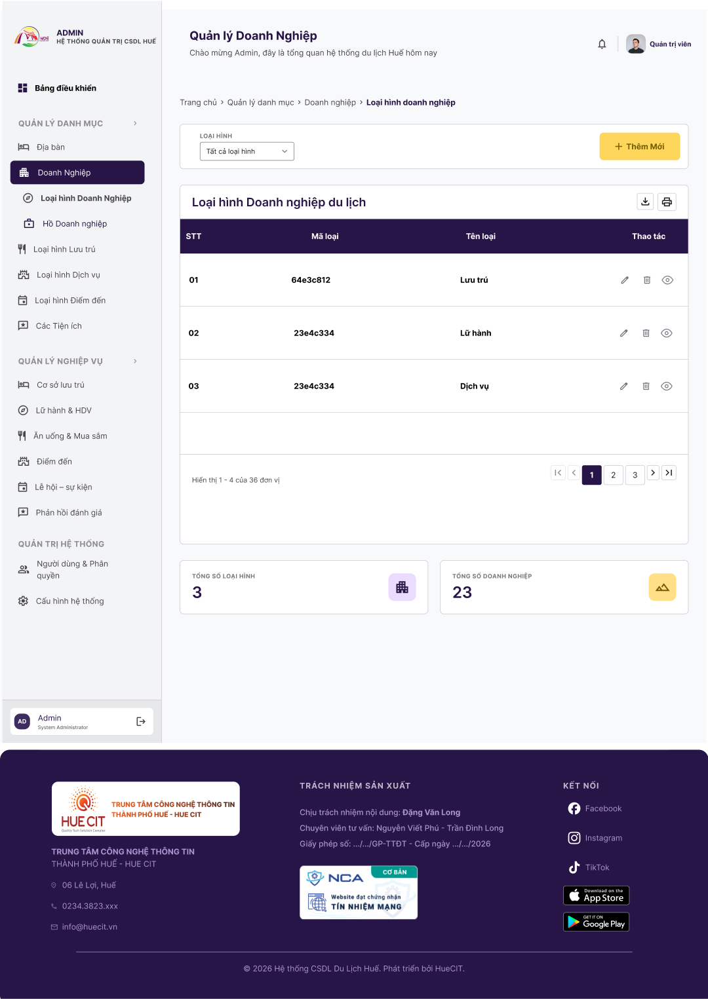 HUẾ
ADMIN
HỆ THỐNG QUẢN TRỊ CSDL HUẾ
Bảng điều khiển
QUẢN LÝ DANH MỤC
Địa bàn
Doanh Nghiệp
Loại hình Doanh Nghiệp
Hồ Doanh nghiệp
Loại hình Lưu trú
Loại hình Dịch vụ
Loại hình Điểm đến
Các Tiện ích
QUẢN LÝ NGHIỆP VỤ
Cơ sở lưu trú
Lữ hành & HDV
Ăn uống & Mua sắm
Điểm đến
Lễ hội – sự kiện
Phản hồi đánh giá
QUẢN TRỊ HỆ THỐNG
Người dùng & Phân
quyền
Cấu hình hệ thống
AD
Admin
System Administrator
Quản lý Doanh Nghiệp
Chào mừng Admin, đây là tổng quan hệ thống du lịch Huế hôm nay
Quản trị viên
Trang chủ › Quản lý danh mục › Doanh nghiệp › Loại hình doanh nghiệp
LOẠI HÌNH
Tất cả loại hình
+ Thêm Mới
Loại hình Doanh nghiệp du lịch
STT Mã loại Tên loại Thao tác
01 64e3c812 Lưu trú
02 23e4c334 Lữ hành
03 23e4c334 Dịch vụ
Hiển thị 1 - 4 của 36 đơn vị
1 2 3
TỔNG SỐ LOẠI HÌNH
3
TỔNG SỐ DOANH NGHIỆP
23
HUE CIT
Quality Tech Solution Complex
TRUNG TÂM CÔNG NGHỆ THÔNG TIN
THÀNH PHỐ HUẾ - HUE CIT
TRUNG TÂM CÔNG NGHỆ THÔNG TIN
THÀNH PHỐ HUẾ - HUE CIT
06 Lê Lợi, Huế
0234.3823.xxx
info@huecit.vn
TRÁCH NHIỆM SẢN XUẤT
Chịu trách nhiệm nội dung: Đặng Văn Long
Chuyên viên tư vấn: Nguyễn Viết Phú - Trần Đình Long
Giấy phép số: .../.../GP-TTĐT - Cấp ngày .../.../2026
NCA
CƠ BẢN
Website đạt chứng nhận
TÍN NHIỆM MẠNG
KẾT NỐI
Facebook
Instagram
TikTok
Download on the
App Store
GET IT ON
Google Play
© 2026 Hệ thống CSDL Du Lịch Huế. Phát triển bởi HueCIT.